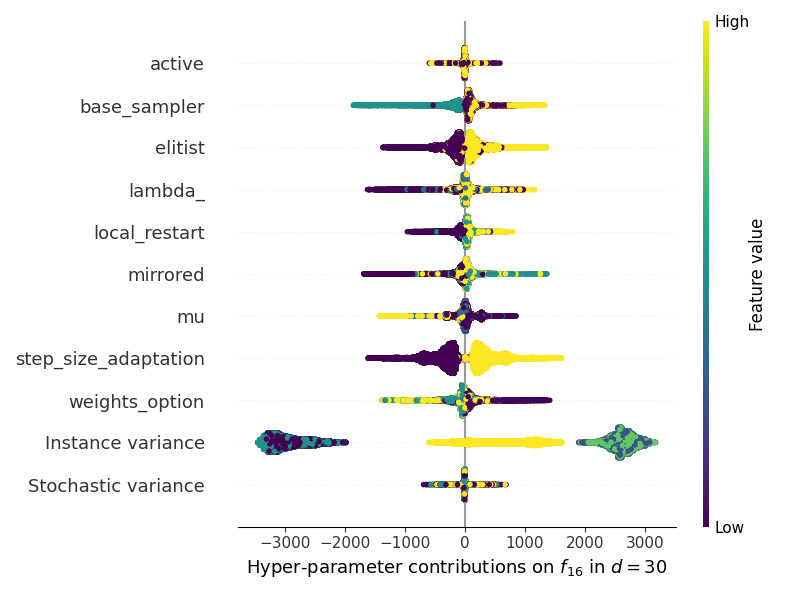 High
active
base_sampler
elitist
lambda_
local_restart
mirrored
mu
step_size_adaptation
weights_option
Instance variance
Stochastic variance
Feature value
Low
−3000 −2000 −1000 0 1000 2000 3000
Hyper-parameter contributions on f₁₆ in d = 30